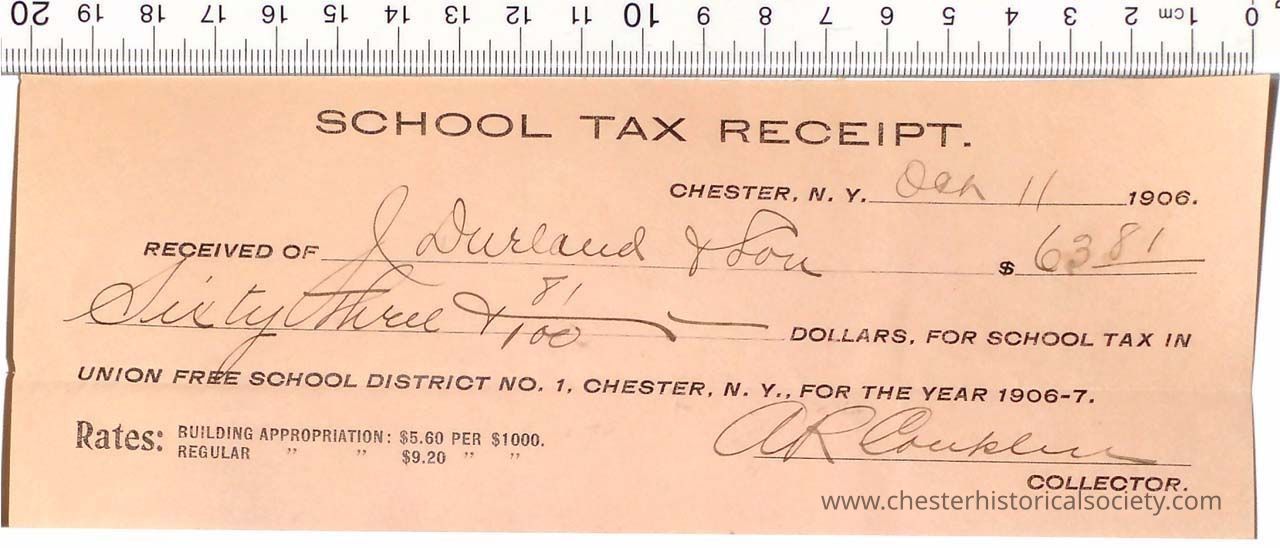 20 19 18 17 16 15 14 13 12 11 10 9 8 7 6 5 4 3 2 1cm 0
SCHOOL TAX RECEIPT.
CHESTER, N. Y. Oct 11 1906.
RECEIVED OF J Durland & Son $ 63 81
Sixty Three & 81/100 DOLLARS, FOR SCHOOL TAX IN
UNION FREE SCHOOL DISTRICT NO. 1, CHESTER, N. Y., FOR THE YEAR 1906-7.
Rates: BUILDING APPROPRIATION: $5.60 PER $1000.
REGULAR " " $9.20 " "
A R Conklin
COLLECTOR.
www.chesterhistoricalsociety.com